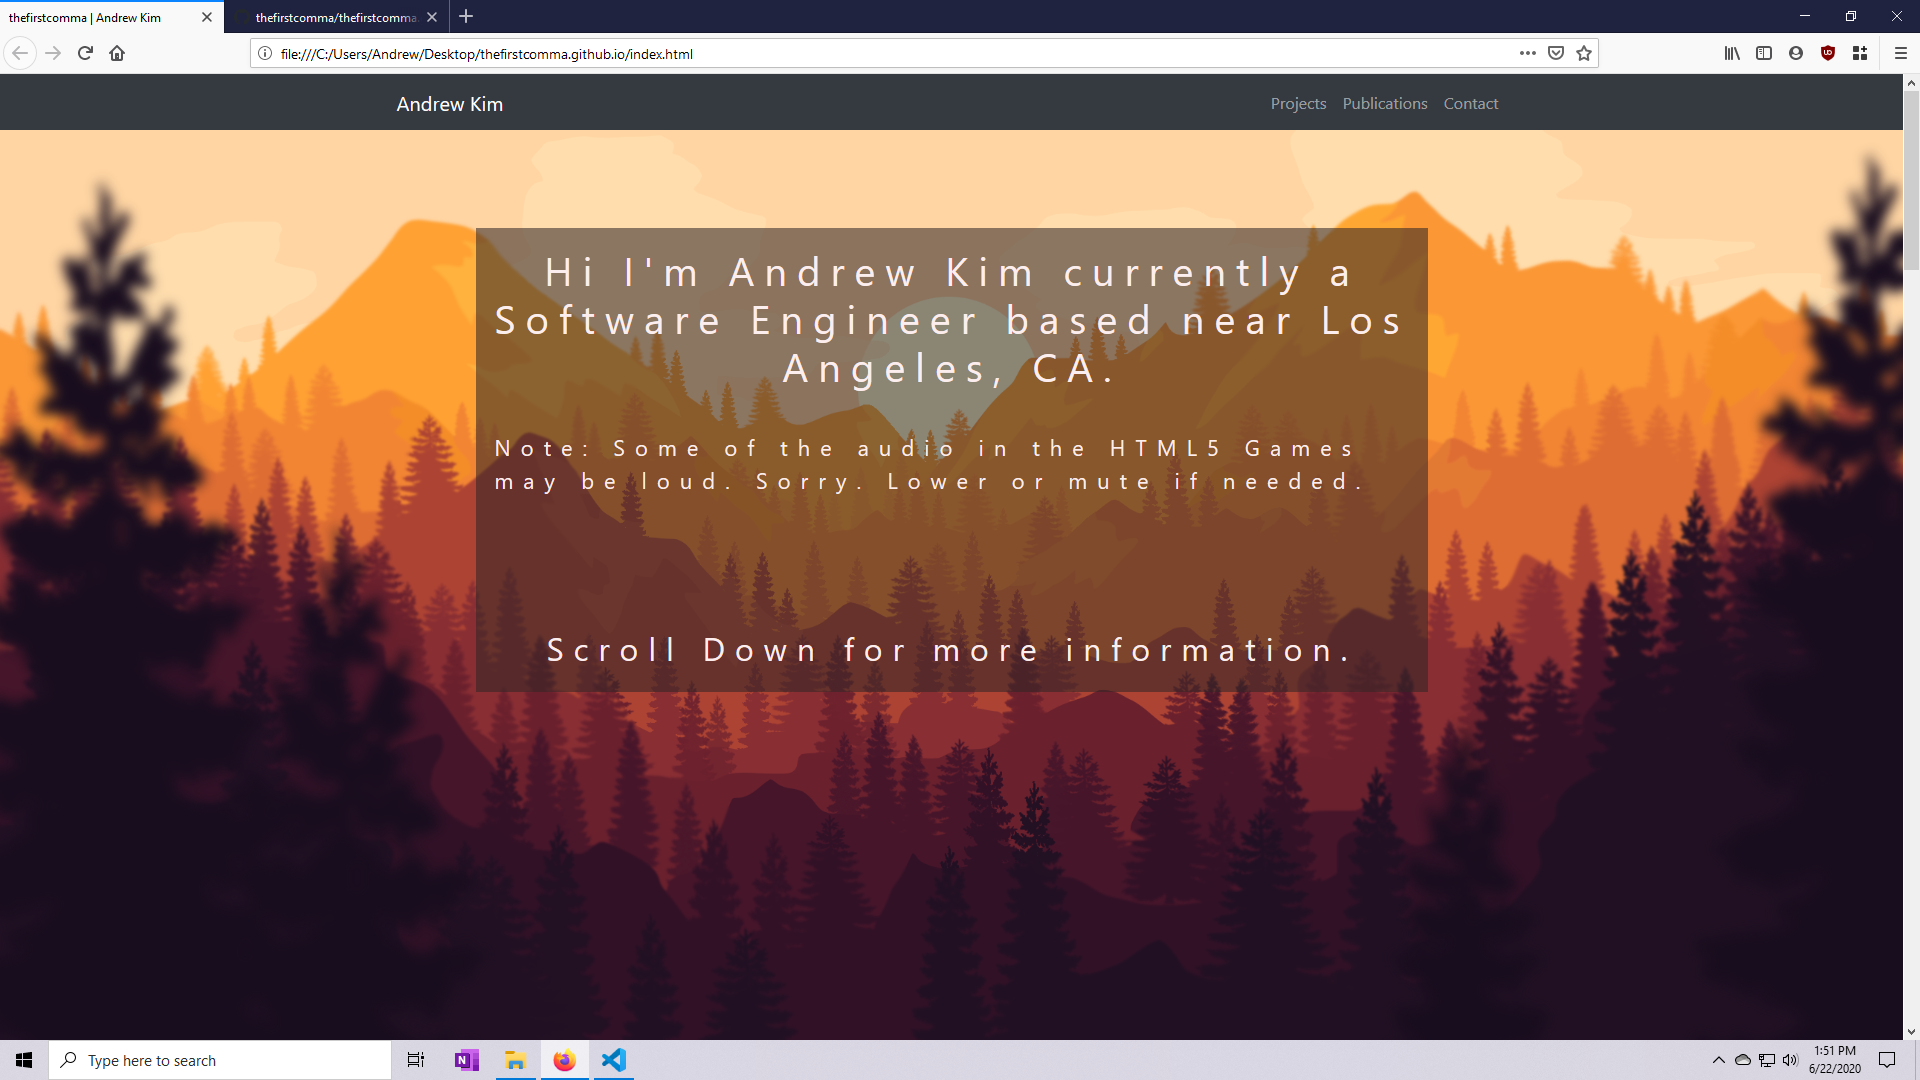 thefirstcomma | Andrew Kim
thefirstcomma/thefirstcomma.
file:///C:/Users/Andrew/Desktop/thefirstcomma.github.io/index.html
Andrew Kim
Projects
Publications
Contact
Hi I'm Andrew Kim currently a
Software Engineer based near Los
Angeles, CA.
Note: Some of the audio in the HTML5 Games
may be loud. Sorry. Lower or mute if needed.
Scroll Down for more information.
Type here to search
N
1:51 PM
6/22/2020